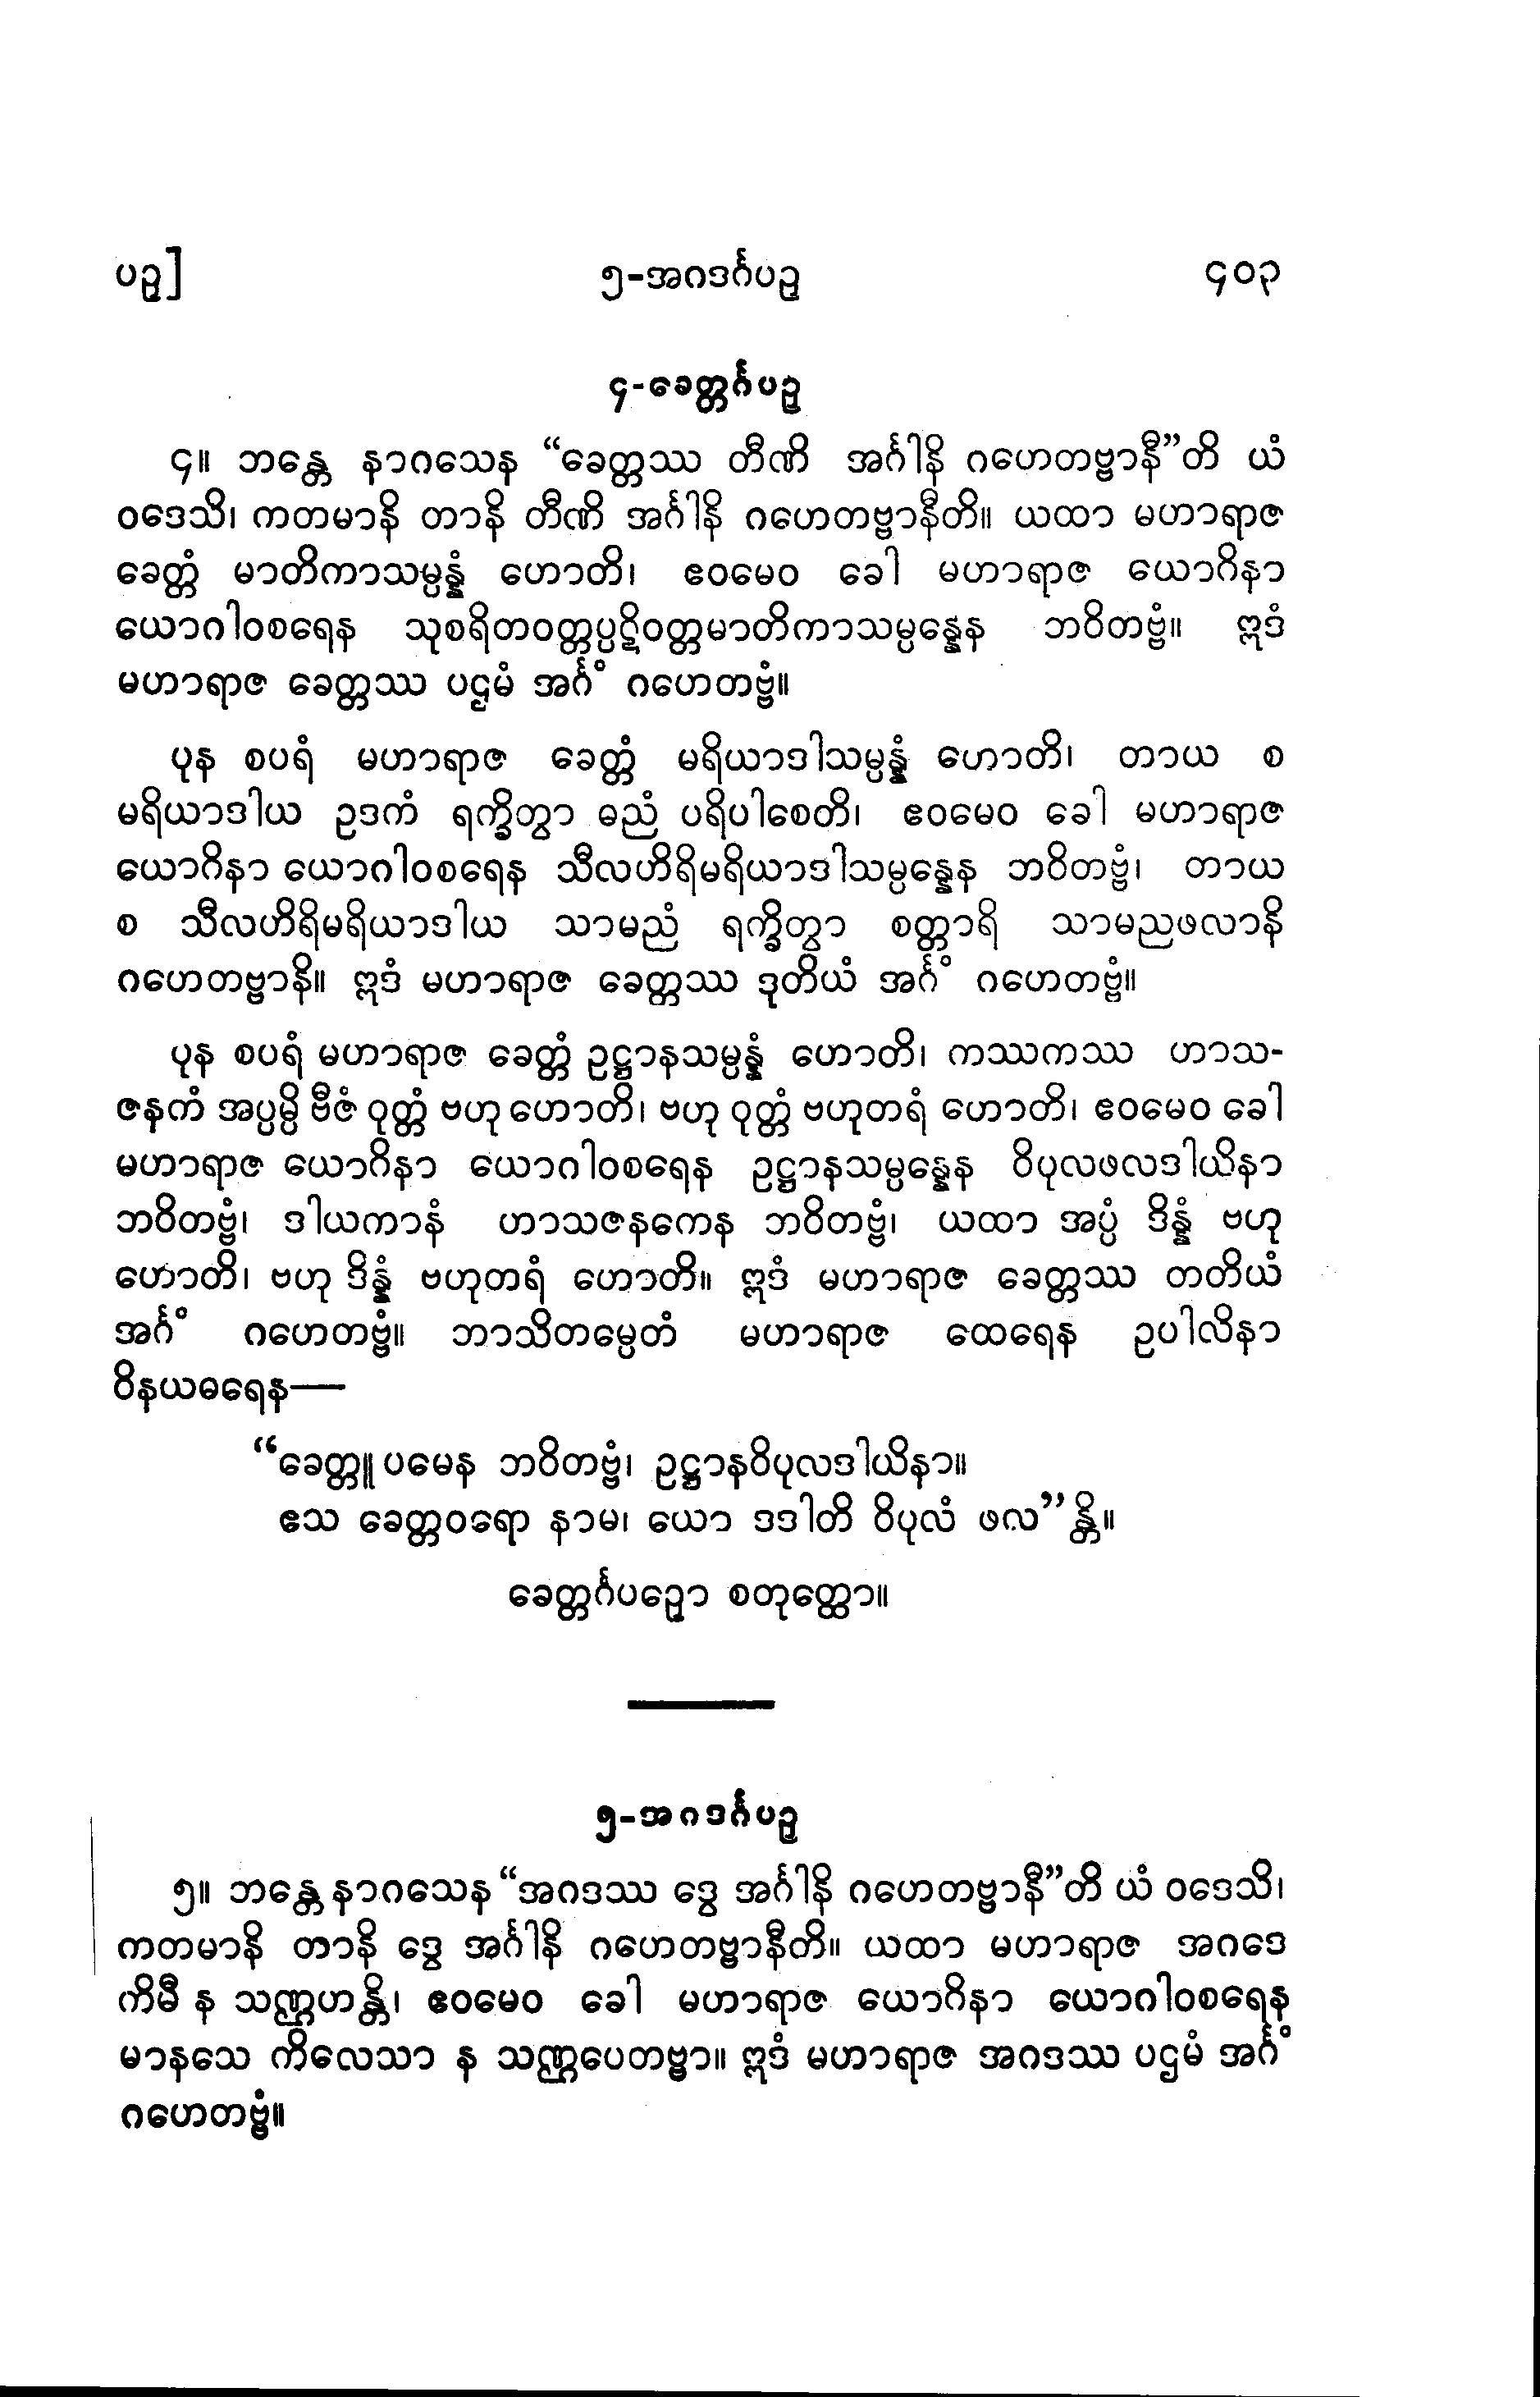 ပဉှ] ၅-အဂဒင်္ဂပဉှ ၄၀၃
၄-ခေတ္တင်္ဂပဉှ
၄။ ဘန္တေ နာဂသေန “ခေတ္တဿ တီဏိ အင်္ဂါနိ ဂဟေတဗ္ဗာနီ”တိ ယံ
ဝဒေသိ၊ ကတမာနိ တာနိ တီဏိ အင်္ဂါနိ ဂဟေတဗ္ဗာနီတိ။ ယထာ မဟာရာဇ
ခေတ္တံ မာတိကာသမ္ပန္နံ ဟောတိ၊ ဧဝမေဝ ခေါ မဟာရာဇ ယောဂိနာ
ယောဂါဝစရေန သုစရိတဝတ္တပ္ပဋိဝတ္တမာတိကာသမ္ပန္နေန ဘဝိတဗ္ဗံ။ ဣဒံ
မဟာရာဇ ခေတ္တဿ ပဌမံ အင်္ဂံ ဂဟေတဗ္ဗံ။
ပုန စပရံ မဟာရာဇ ခေတ္တံ မရိယာဒါသမ္ပန္နံ ဟောတိ၊ တာယ စ
မရိယာဒါယ ဥဒကံ ရက္ခိတွာ ဓညံ ပရိပါစေတိ၊ ဧဝမေဝ ခေါ မဟာရာဇ
ယောဂိနာ ယောဂါဝစရေန သီလဟိရိမရိယာဒါသမ္ပန္နေန ဘဝိတဗ္ဗံ၊ တာယ
စ သီလဟိရိမရိယာဒါယ သာမညံ ရက္ခိတွာ စတ္တာရိ သာမညဖလာနိ
ဂဟေတဗ္ဗာနိ။ ဣဒံ မဟာရာဇ ခေတ္တဿ ဒုတိယံ အင်္ဂံ ဂဟေတဗ္ဗံ။
ပုန စပရံ မဟာရာဇ ခေတ္တံ ဥဋ္ဌာနသမ္ပန္နံ ဟောတိ၊ ကဿကဿ ဟာသ-
ဇနကံ အပ္ပမ္ပိ ဗီဇံ ဝုတ္တံ ဗဟု ဟောတိ၊ ဗဟု ဝုတ္တံ ဗဟုတရံ ဟောတိ၊ ဧဝမေဝ ခေါ
မဟာရာဇ ယောဂိနာ ယောဂါဝစရေန ဥဋ္ဌာနသမ္ပန္နေန ဝိပုလဖလဒါယိနာ
ဘဝိတဗ္ဗံ၊ ဒါယကာနံ ဟာသဇနကေန ဘဝိတဗ္ဗံ၊ ယထာ အပ္ပံ ဒိန္နံ ဗဟု
ဟောတိ၊ ဗဟု ဒိန္နံ ဗဟုတရံ ဟောတိ။ ဣဒံ မဟာရာဇ ခေတ္တဿ တတိယံ
အင်္ဂံ ဂဟေတဗ္ဗံ။ ဘာသိတမ္ပေတံ မဟာရာဇ ထေရေန ဥပါလိနာ
ဝိနယဓရေန—
“ခေတ္တူပမေန ဘဝိတဗ္ဗံ၊ ဥဋ္ဌာနဝိပုလဒါယိနာ။
ဧသ ခေတ္တဝရော နာမ၊ ယော ဒဒါတိ ဝိပုလံ ဖလ”န္တိ။
ခေတ္တင်္ဂပဉှော စတုတ္ထော။
၅-အဂဒင်္ဂပဉှ
၅။ ဘန္တေ နာဂသေန “အဂဒဿ ဒွေ အင်္ဂါနိ ဂဟေတဗ္ဗာနီ”တိ ယံ ဝဒေသိ၊
ကတမာနိ တာနိ ဒွေ အင်္ဂါနိ ဂဟေတဗ္ဗာနီတိ။ ယထာ မဟာရာဇ အဂဒေ
ကိမီ န သဏ္ဌဟန္တိ၊ ဧဝမေဝ ခေါ မဟာရာဇ ယောဂိနာ ယောဂါဝစရေန
မာနသေ ကိလေသာ န သဏ္ဌပေတဗ္ဗာ။ ဣဒံ မဟာရာဇ အဂဒဿ ပဌမံ အင်္ဂံ
ဂဟေတဗ္ဗံ။